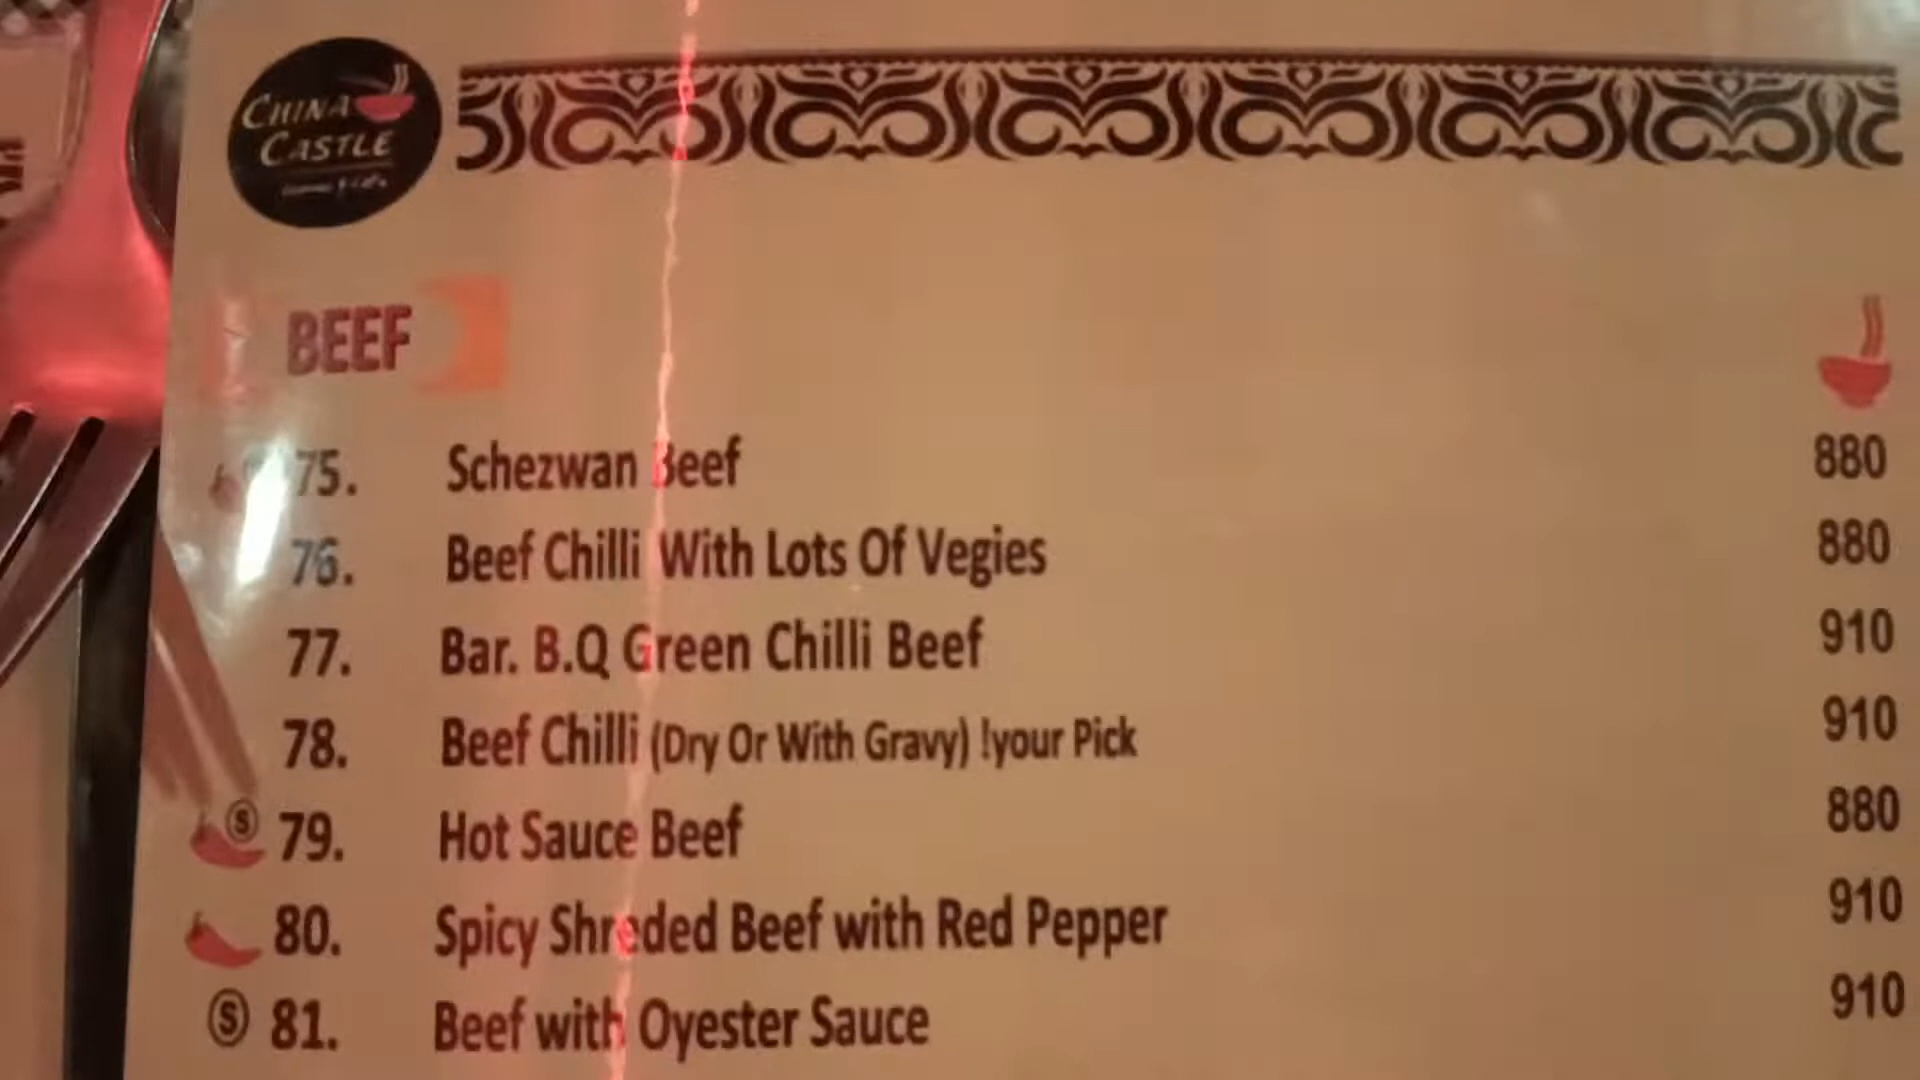 CHINA
CASTLE
BEEF
75. Schezwan Beef 880
76. Beef Chilli With Lots Of Vegies 880
77. Bar. B.Q Green Chilli Beef 910
78. Beef Chilli (Dry Or With Gravy) !your Pick 910
Ⓢ 79. Hot Sauce Beef 880
80. Spicy Shreded Beef with Red Pepper 910
Ⓢ 81. Beef with Oyester Sauce 910